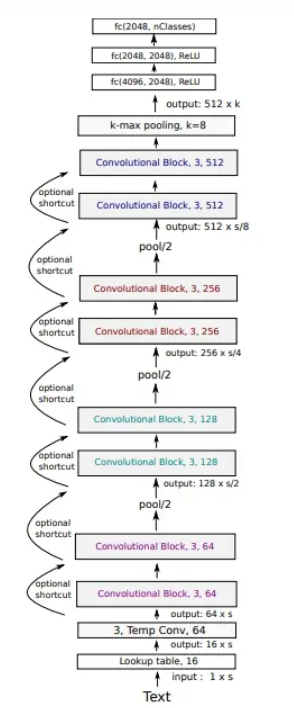 fc(2048, nClasses)
fc(2048, 2048), ReLU
fc(4096, 2048), ReLU
output: 512 x k
k-max pooling, k=8
Convolutional Block, 3, 512
optional
shortcut
Convolutional Block, 3, 512
output: 512 x s/8
pool/2
optional
shortcut
Convolutional Block, 3, 256
optional
shortcut
Convolutional Block, 3, 256
output: 256 x s/4
pool/2
optional
shortcut
Convolutional Block, 3, 128
optional
shortcut
Convolutional Block, 3, 128
output: 128 x s/2
pool/2
optional
shortcut
Convolutional Block, 3, 64
optional
shortcut
Convolutional Block, 3, 64
output: 64 x s
3, Temp Conv, 64
output: 16 x s
Lookup table, 16
input : 1 x s
Text